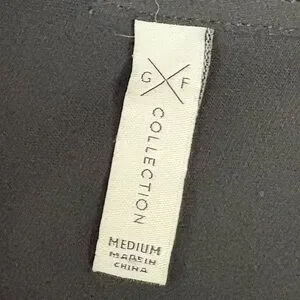 G X F
COLLECTION
MEDIUM
MADE IN
CHINA